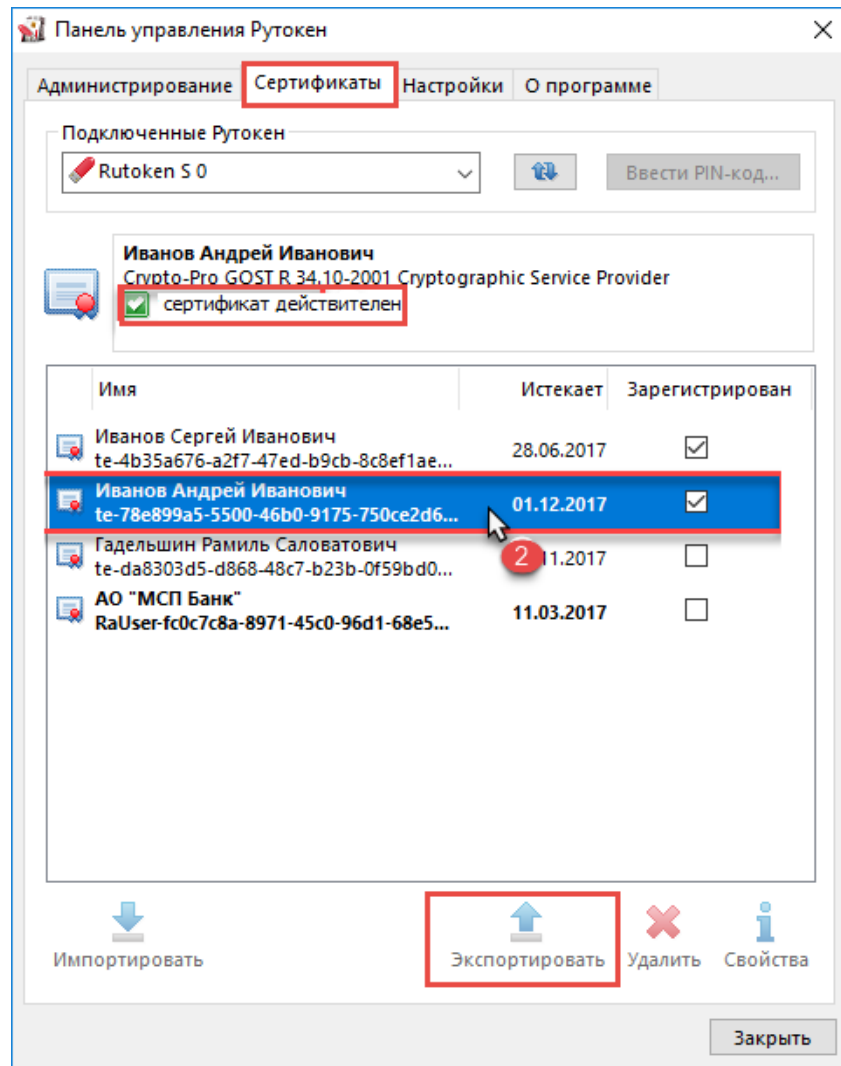 Панель управления Рутокен
Администрирование Сертификаты Настройки О программе
Подключенные Рутокен
Rutoken S 0 Ввести PIN-код...
Иванов Андрей Иванович
Crypto-Pro GOST R 34.10-2001 Cryptographic Service Provider
сертификат действителен
Имя Истекает Зарегистрирован
Иванов Сергей Иванович
te-4b35a676-a2f7-47ed-b9cb-8c8ef1ae... 28.06.2017
Иванов Андрей Иванович
te-78e899a5-5500-46b0-9175-750ce2d6... 01.12.2017
Гадельшин Рамиль Саловатович
te-da8303d5-d868-48c7-b23b-0f59bd0... 2 11.2017
АО "МСП Банк"
RaUser-fc0c7c8a-8971-45c0-96d1-68e5... 11.03.2017
Импортировать Экспортировать Удалить Свойства
Закрыть